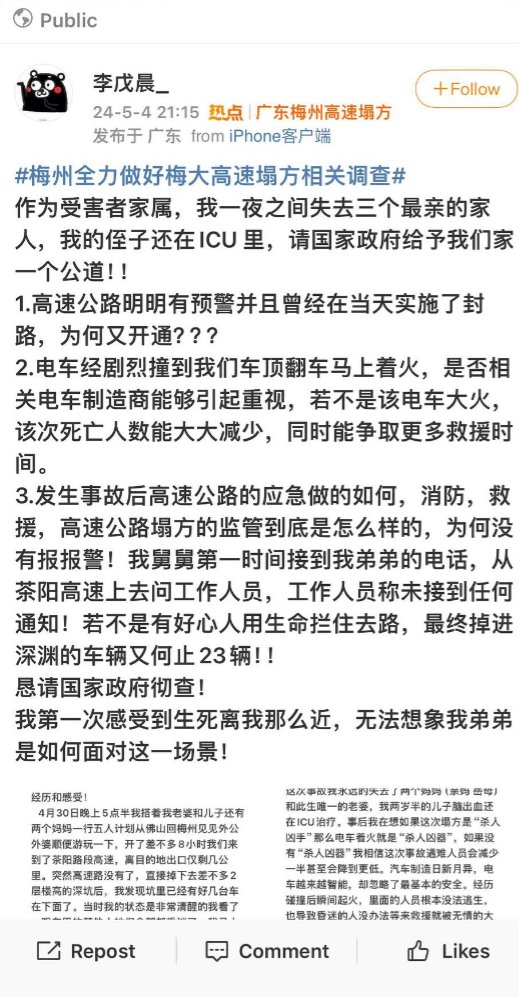 Public
李戊晨_
+Follow
24-5-4 21:15 热点 | 广东梅州高速塌方
发布于 广东 from iPhone客户端
#梅州全力做好梅大高速塌方相关调查#
作为受害者家属，我一夜之间失去三个最亲的家
人，我的侄子还在ICU 里，请国家政府给予我们家
一个公道！！
1.高速公路明明有预警并且曾经在当天实施了封
路，为何又开通？？？
2.电车经剧烈撞到我们车顶翻车马上着火，是否相
关电车制造商能够引起重视，若不是该电车大火，
该次死亡人数能大大减少，同时能争取更多救援时
间。
3.发生事故后高速公路的应急做的如何，消防，救
援，高速公路塌方的监管到底是怎么样的，为何没
有报报警！我舅舅第一时间接到我弟弟的电话，从
茶阳高速上去问工作人员，工作人员称未接到任何
通知！若不是有好心人用生命拦住去路，最终掉进
深渊的车辆又何止 23 辆！！
恳请国家政府彻查！
我第一次感受到生死离我那么近，无法想象我弟弟
是如何面对这一场景！
经历和感受！
4月30日晚上5点半我搭着我老婆和儿子还有
两个妈妈一行五人计划从佛山回梅州见见外公
外婆顺便游玩一下，开了差不多8小时我们来
到了茶阳路段高速，离目的地出口仅剩几公
里。突然高速路没有了，直接掉下去差不多2
层楼高的深坑后，我发现坑里已经有好几台车
在下面了。当时我的状态是非常清醒的我看了
这次事故我永远的失去了两个妈妈（亲妈 岳母）
和此生唯一的老婆，我两岁半的儿子脑出血还
在ICU治疗。事后我在想如果这次塌方是“杀人
凶手”那么电车着火就是“杀人凶器”，如果没
有“杀人凶器”我相信这次事故遇难人员会减少
一半甚至会降到更低。汽车制造日新月异，电
车越来越智能，却忽略了最基本的安全。经历
碰撞后瞬间起火，里面的人员根本没法逃生，
也导致昏迷的人没办法等来救援就被无情的大
Repost
Comment
Likes